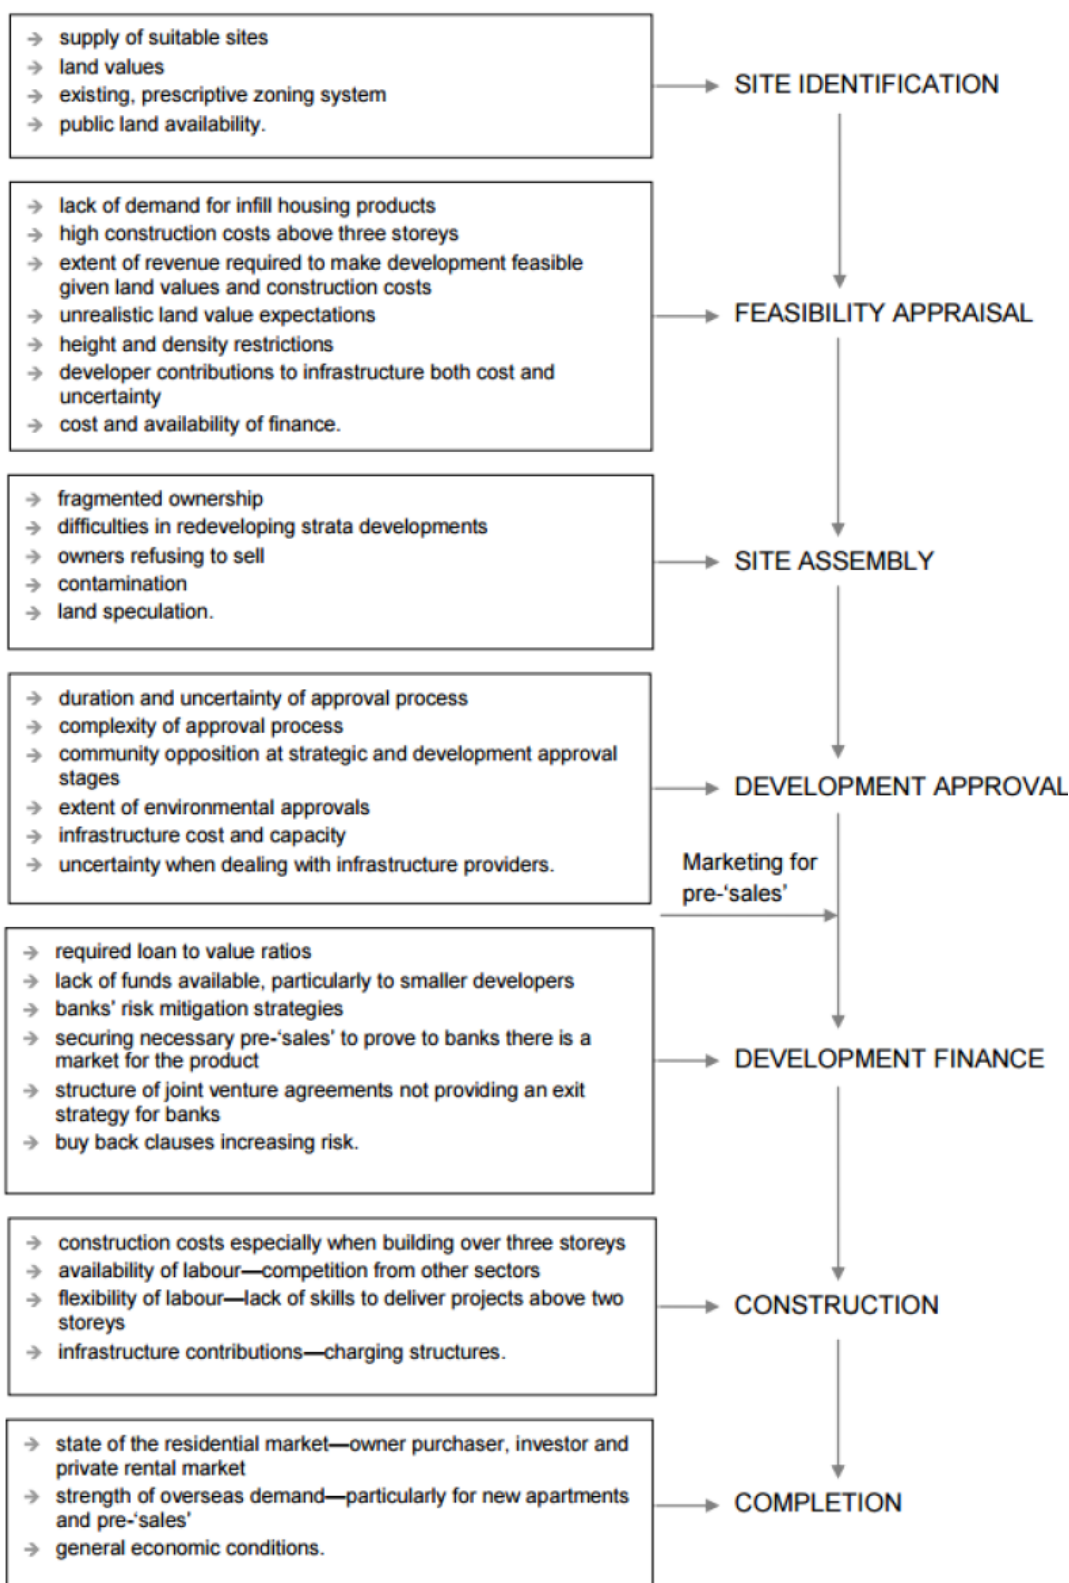 → supply of suitable sites
→ land values
→ existing, prescriptive zoning system
→ public land availability.
SITE IDENTIFICATION
→ lack of demand for infill housing products
→ high construction costs above three storeys
→ extent of revenue required to make development feasible
given land values and construction costs
→ unrealistic land value expectations
→ height and density restrictions
→ developer contributions to infrastructure both cost and
uncertainty
→ cost and availability of finance.
FEASIBILITY APPRAISAL
→ fragmented ownership
→ difficulties in redeveloping strata developments
→ owners refusing to sell
→ contamination
→ land speculation.
SITE ASSEMBLY
→ duration and uncertainty of approval process
→ complexity of approval process
→ community opposition at strategic and development approval
stages
→ extent of environmental approvals
→ infrastructure cost and capacity
→ uncertainty when dealing with infrastructure providers.
DEVELOPMENT APPROVAL
Marketing for
pre-‘sales’
→ required loan to value ratios
→ lack of funds available, particularly to smaller developers
→ banks’ risk mitigation strategies
→ securing necessary pre-‘sales’ to prove to banks there is a
market for the product
→ structure of joint venture agreements not providing an exit
strategy for banks
→ buy back clauses increasing risk.
DEVELOPMENT FINANCE
→ construction costs especially when building over three storeys
→ availability of labour—competition from other sectors
→ flexibility of labour—lack of skills to deliver projects above two
storeys
→ infrastructure contributions—charging structures.
CONSTRUCTION
→ state of the residential market—owner purchaser, investor and
private rental market
→ strength of overseas demand—particularly for new apartments
and pre-‘sales’
→ general economic conditions.
COMPLETION